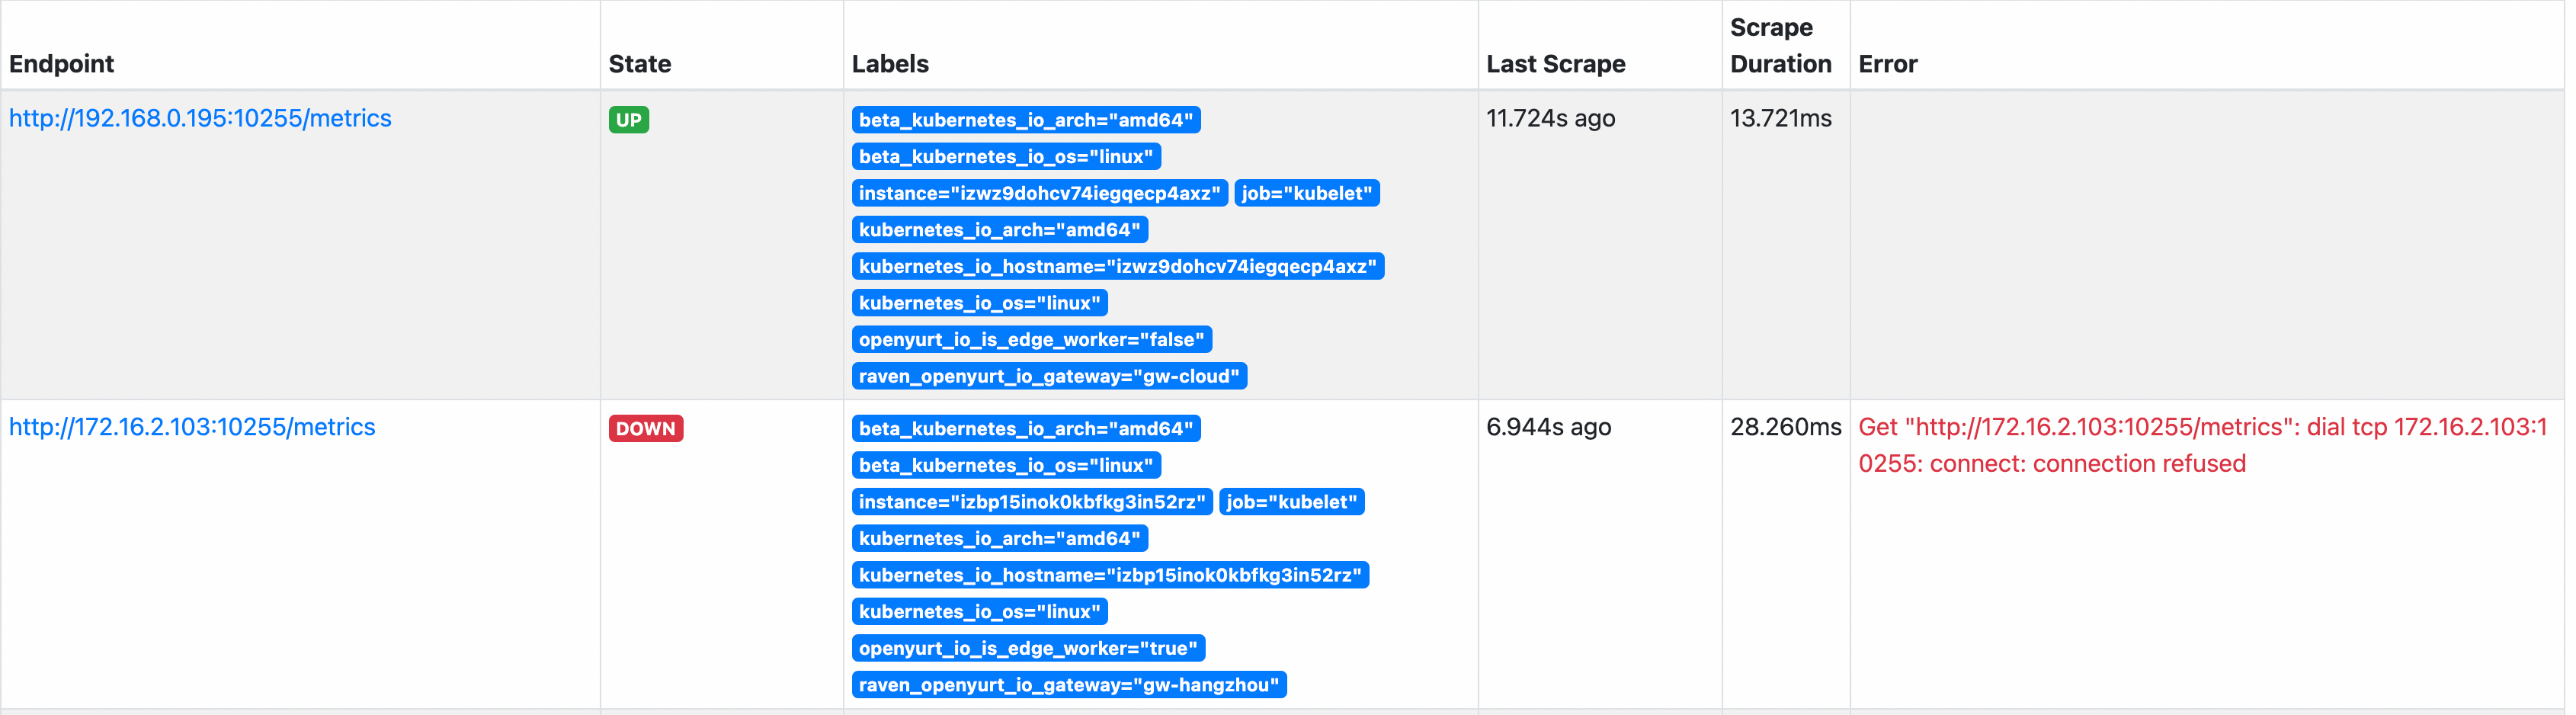 Endpoint
State
Labels
Last Scrape
Scrape
Duration
Error
http://192.168.0.195:10255/metrics
UP
beta_kubernetes_io_arch="amd64"
beta_kubernetes_io_os="linux"
instance="izwz9dohcv74iegqecp4axz" job="kubelet"
kubernetes_io_arch="amd64"
kubernetes_io_hostname="izwz9dohcv74iegqecp4axz"
kubernetes_io_os="linux"
openyurt_io_is_edge_worker="false"
raven_openyurt_io_gateway="gw-cloud"
11.724s ago
13.721ms
http://172.16.2.103:10255/metrics
DOWN
beta_kubernetes_io_arch="amd64"
beta_kubernetes_io_os="linux"
instance="izbp15inok0kbfkg3in52rz" job="kubelet"
kubernetes_io_arch="amd64"
kubernetes_io_hostname="izbp15inok0kbfkg3in52rz"
kubernetes_io_os="linux"
openyurt_io_is_edge_worker="true"
raven_openyurt_io_gateway="gw-hangzhou"
6.944s ago
28.260ms
Get "http://172.16.2.103:10255/metrics": dial tcp 172.16.2.103:1
0255: connect: connection refused